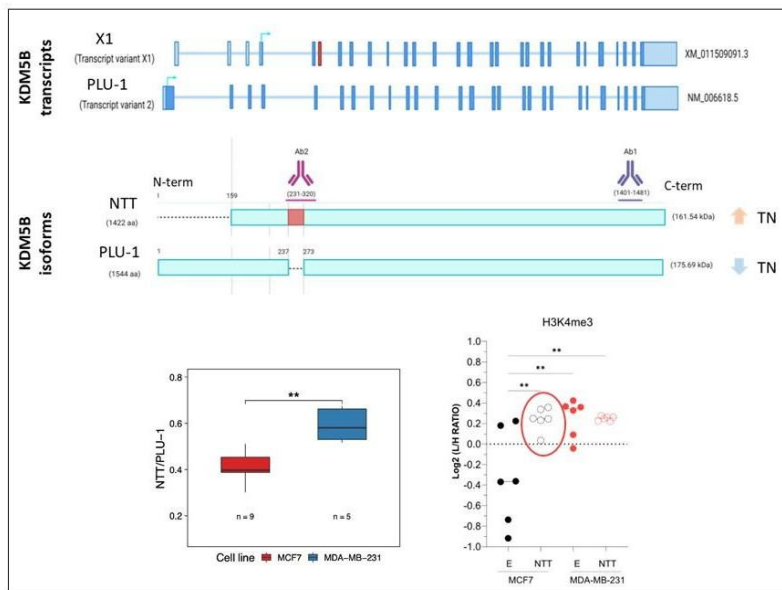 KDM5B
transcripts
X1
(Transcript variant X1)
XM_011509091.3
PLU-1
(Transcript variant 2)
NM_006618.5
KDM5B
isoforms
Ab2
Ab1
N-term
(231-320)
(1401-1481)
C-term
159
NTT
(1422 aa)
(161.54 kDa)
TN
PLU-1
(1544 aa)
1
237
273
(175.69 kDa)
TN
NTT/PLU-1
0.8
0.6
0.4
0.2
**
n = 9
n = 5
Cell line
MCF7
MDA-MB-231
H3K4me3
Log2 (L/H RATIO)
1.0
0.8
0.6
0.4
0.2
0.0
-0.2
-0.4
-0.6
-0.8
-1.0
**
**
**
E
NTT
E
NTT
MCF7
MDA-MB-231